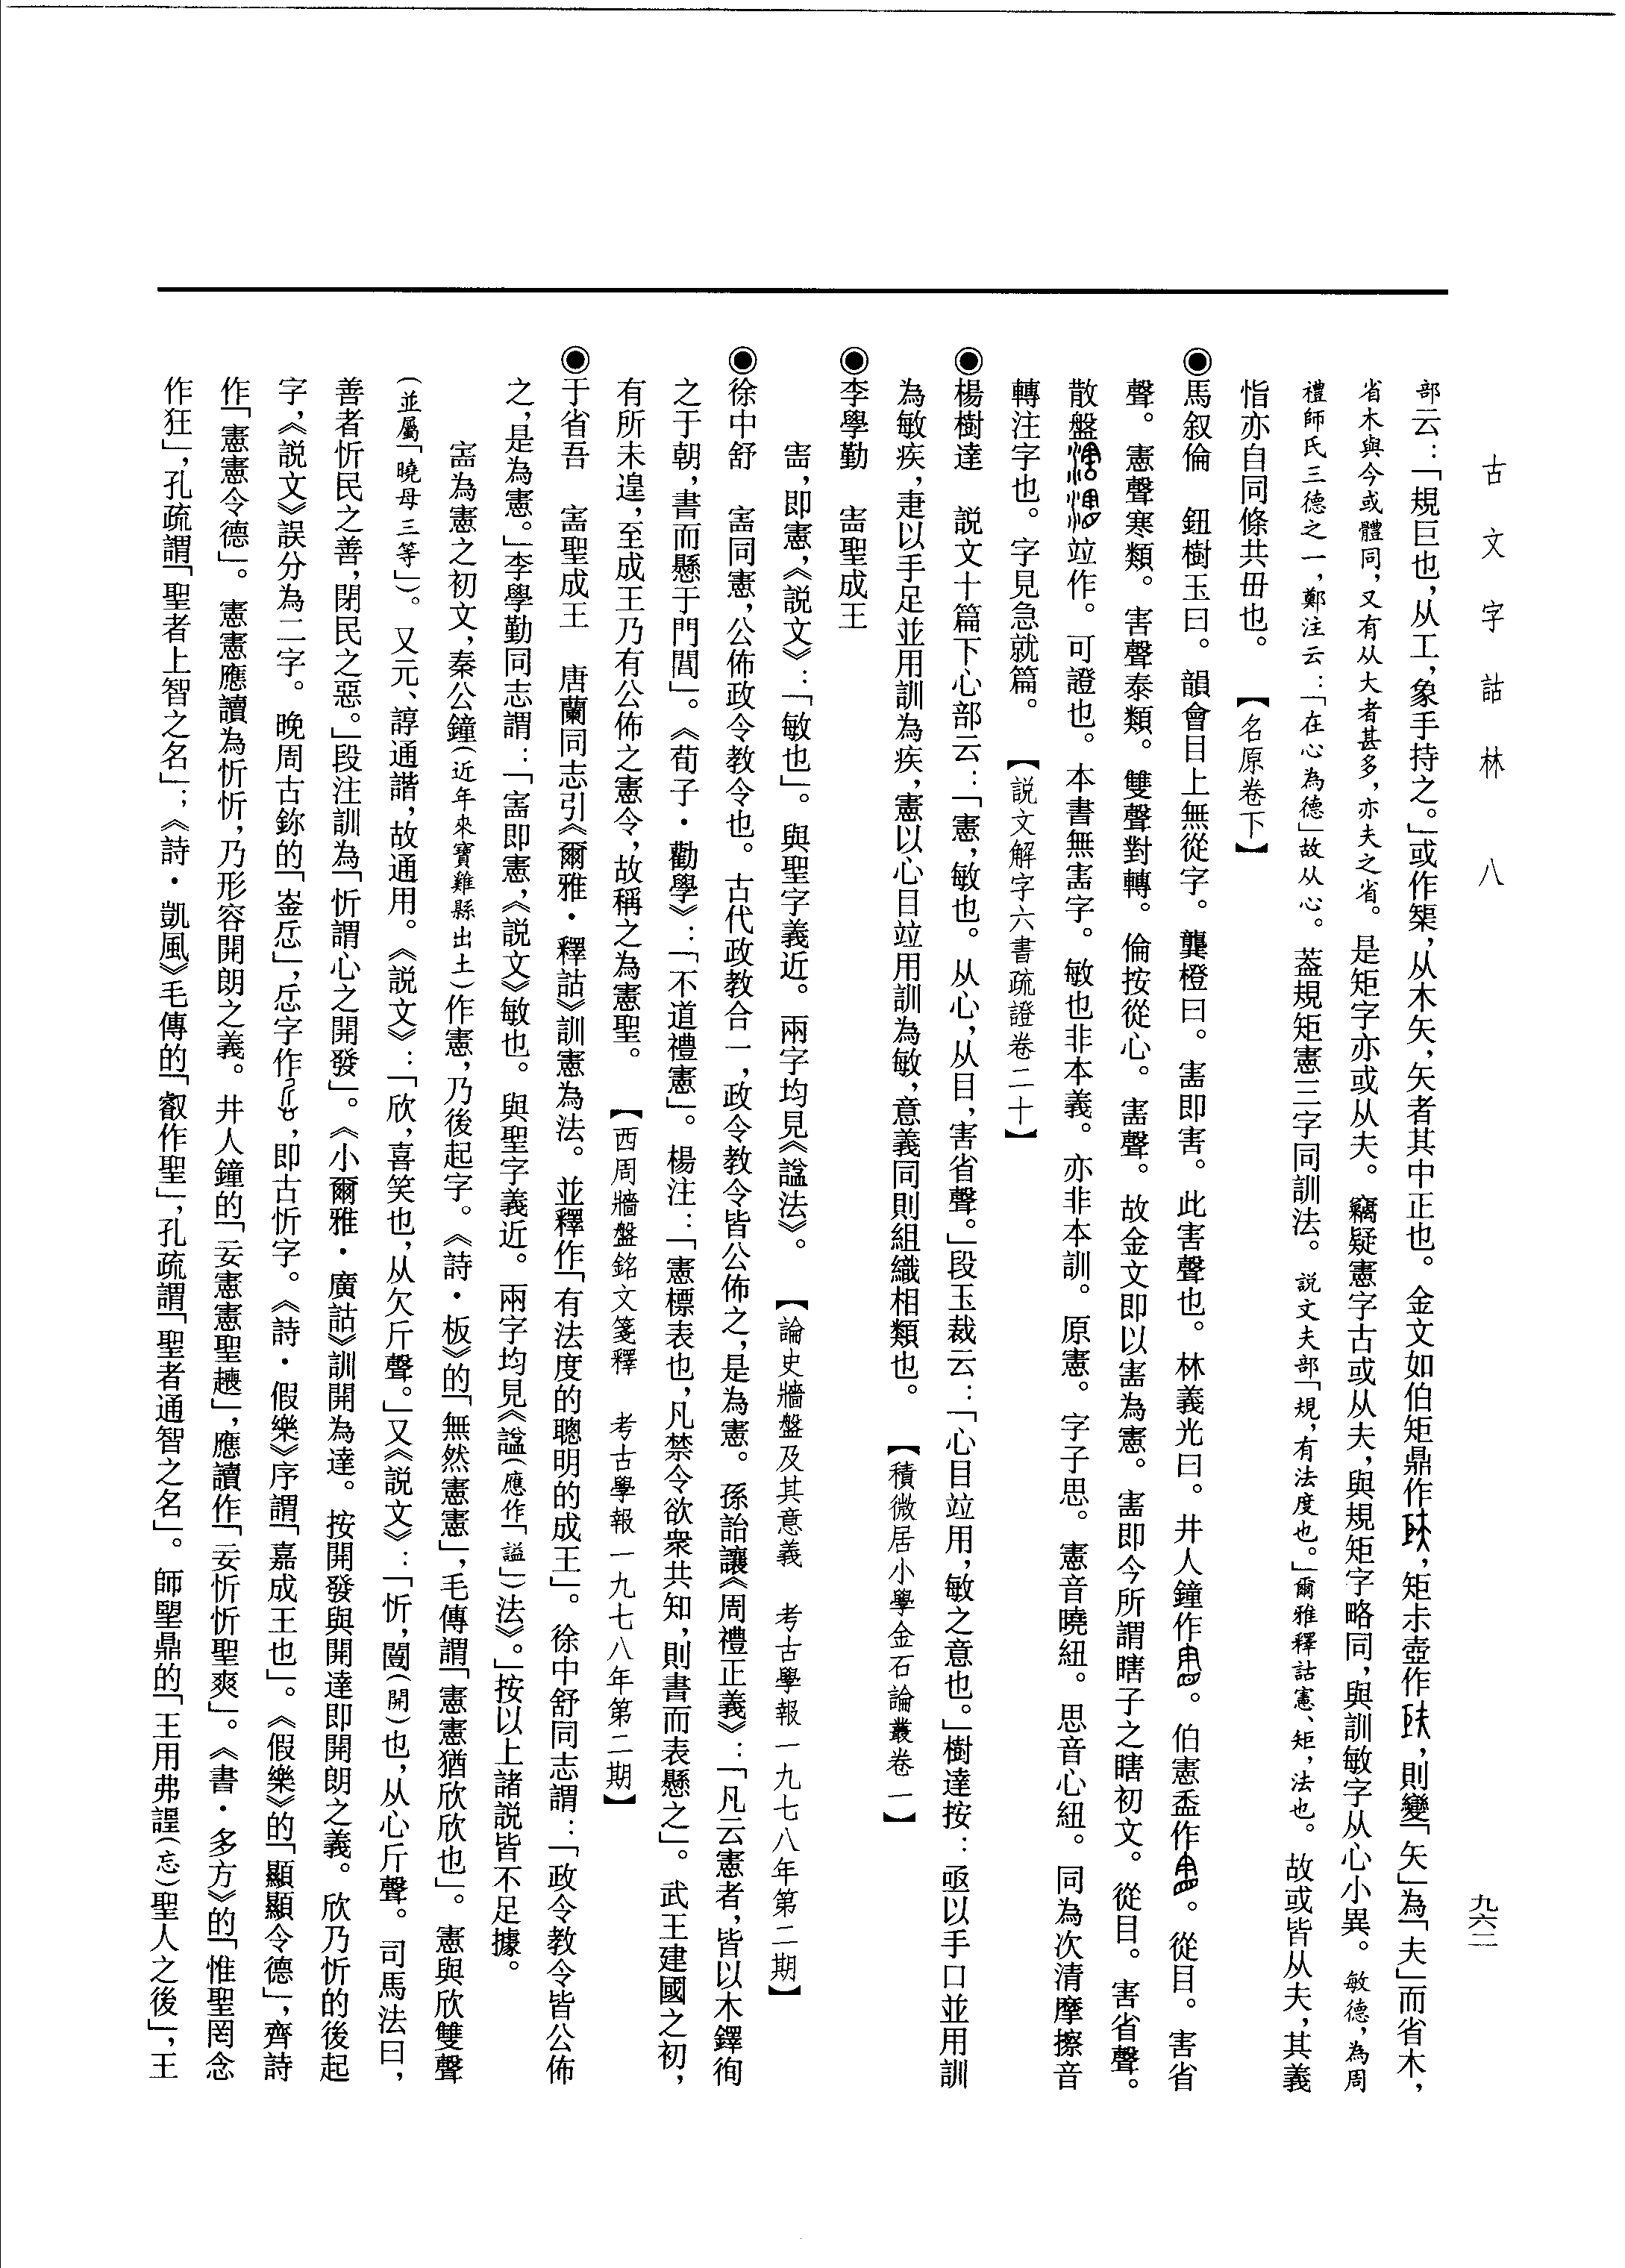 古文字詁林 八
九六二
部云：「規巨也，从工，象手持之。」或作榘，从木矢，矢者其中正也。金文如伯矩鼎作，矩尗壺作，則變「矢」為「夫」而省木，
省木與今或體同，又有从大者甚多，亦夫之省。是矩字亦或从夫。竊疑憲字古或从夫，與規矩字略同，與訓敏字从心小異。敏德，為周
禮師氏三德之一，鄭注云：「在心為德」故从心。葢規矩憲三字同訓法。説文夫部「規，有法度也。」爾雅釋詁憲、矩，法也。故或皆从夫，其義
恉亦自同條共毌也。【名原卷下】
◉馬叙倫 鈕樹玉曰。韻會目上無從字。龔橙曰。害即害。此害聲也。林義光曰。井人鐘作。伯憲盉作。從目。害省
聲。憲聲寒類。害聲泰類。雙聲對轉。倫按從心。𡩜聲。故金文即以𡩜為憲。𡩜即今所謂瞎子之瞎初文。從目。害省聲。
散盤竝作。可證也。本書無𡩜字。敏也非本義。亦非本訓。原憲。字子思。憲音曉紐。思音心紐。同為次清摩擦音
轉注字也。字見急就篇。【説文解字六書疏證卷二十】
◉楊樹達 説文十篇下心部云：「憲，敏也。从心，从目，害省聲。」段玉裁云：「心目竝用，敏之意也。」樹達按：亟以手口並用訓
為敏疾，疌以手足並用訓為疾，憲以心目竝用訓為敏，意義同則組織相類也。【積微居小學金石論叢卷一】
◉李學勤 𡩜聖成王
𡩜，即憲，《説文》：「敏也」。與聖字義近。兩字均見《諡法》。【論史牆盤及其意義 考古學報一九七八年第二期】
◉徐中舒 𡩜同憲，公佈政令教令也。古代政教合一，政令教令皆公佈之，是為憲。孫詒讓《周禮正義》：「凡云憲者，皆以木鐸徇
之于朝，書而懸于門閭」。《荀子·勸學》：「不道禮憲」。楊注：「憲標表也，凡禁令欲衆共知，則書而表懸之」。武王建國之初，
有所未遑，至成王乃有公佈之憲令，故稱之為憲聖。【西周牆盤銘文箋釋 考古學報一九七八年第二期】
◉于省吾 𡩜聖成王 唐蘭同志引《爾雅·釋詁》訓憲為法。並釋作「有法度的聰明的成王」。徐中舒同志謂：「政令教令皆公佈
之，是為憲。」李學勤同志謂：「𡩜即憲，《説文》敏也。與聖字義近。兩字均見《諡（應作「謚」）法》。」按以上諸説皆不足據。
𡩜為憲之初文，秦公鐘（近年來寶雞縣出土）作憲，乃後起字。《詩·板》的「無然憲憲」，毛傳謂「憲憲猶欣欣也」。憲與欣雙聲
（並屬「曉母三等」）。又元、諄通諧，故通用。《説文》：「欣，喜笑也，从欠斤聲。」又《説文》：「忻，闓（開）也，从心斤聲。司馬法曰，
善者忻民之善，閉民之惡。」段注訓為「忻謂心之開發」。《小爾雅·廣詁》訓開為達。按開發與開達即開朗之義。欣乃忻的後起
字，《説文》誤分為二字。晚周古鉨的「崟忎」，忎字作，即古忻字。《詩·假樂》序謂「嘉成王也」。《假樂》的「顯顯令德」，齊詩
作「憲憲令德」。憲憲應讀為忻忻，乃形容開朗之義。井人鐘的「妄憲憲聖趩」，應讀作「妄忻忻聖爽」。《書·多方》的「惟聖罔念
作狂」，孔疏謂「聖者上智之名」；《詩·凱風》毛傳的「叡作聖」，孔疏謂「聖者通智之名」。師朢鼎的「王用弗諲（忘）聖人之後」，王